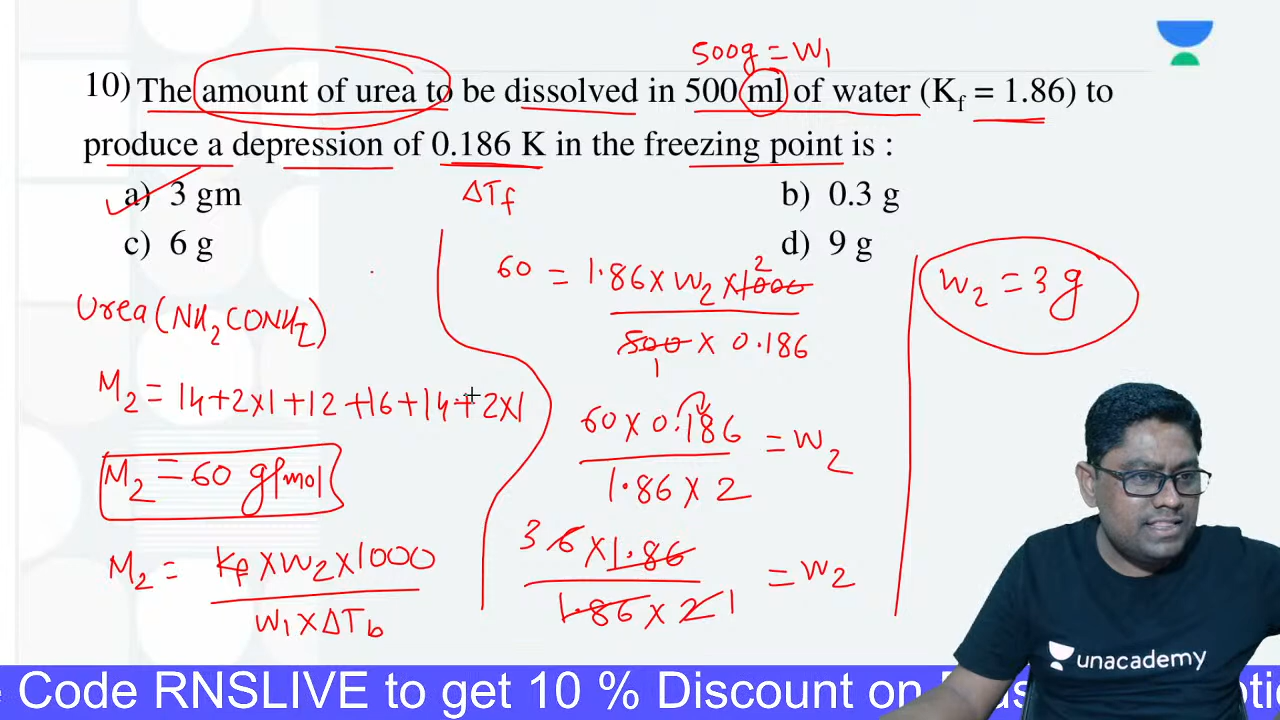 500g = W1
10) The amount of urea to be dissolved in 500 ml of water (Kf = 1.86) to
produce a depression of 0.186 K in the freezing point is :
ΔTf
a) 3 gm
b) 0.3 g
c) 6 g
d) 9 g
Urea (NH2CONH2)
M2 = 14+2x1+12+16+14+2x1
M2 = 60 g/mol
M2 = Kf x W2 x 1000
W1 x ΔTb
60 = 1.86 x W2 x 1000 2
500 x 0.186
1
60 x 0.186 = W2
1.86 x 2
3 6 x 1.86 = W2
1.86 x 2 1
W2 = 3 g
unacademy
Code RNSLIVE to get 10 % Discount on